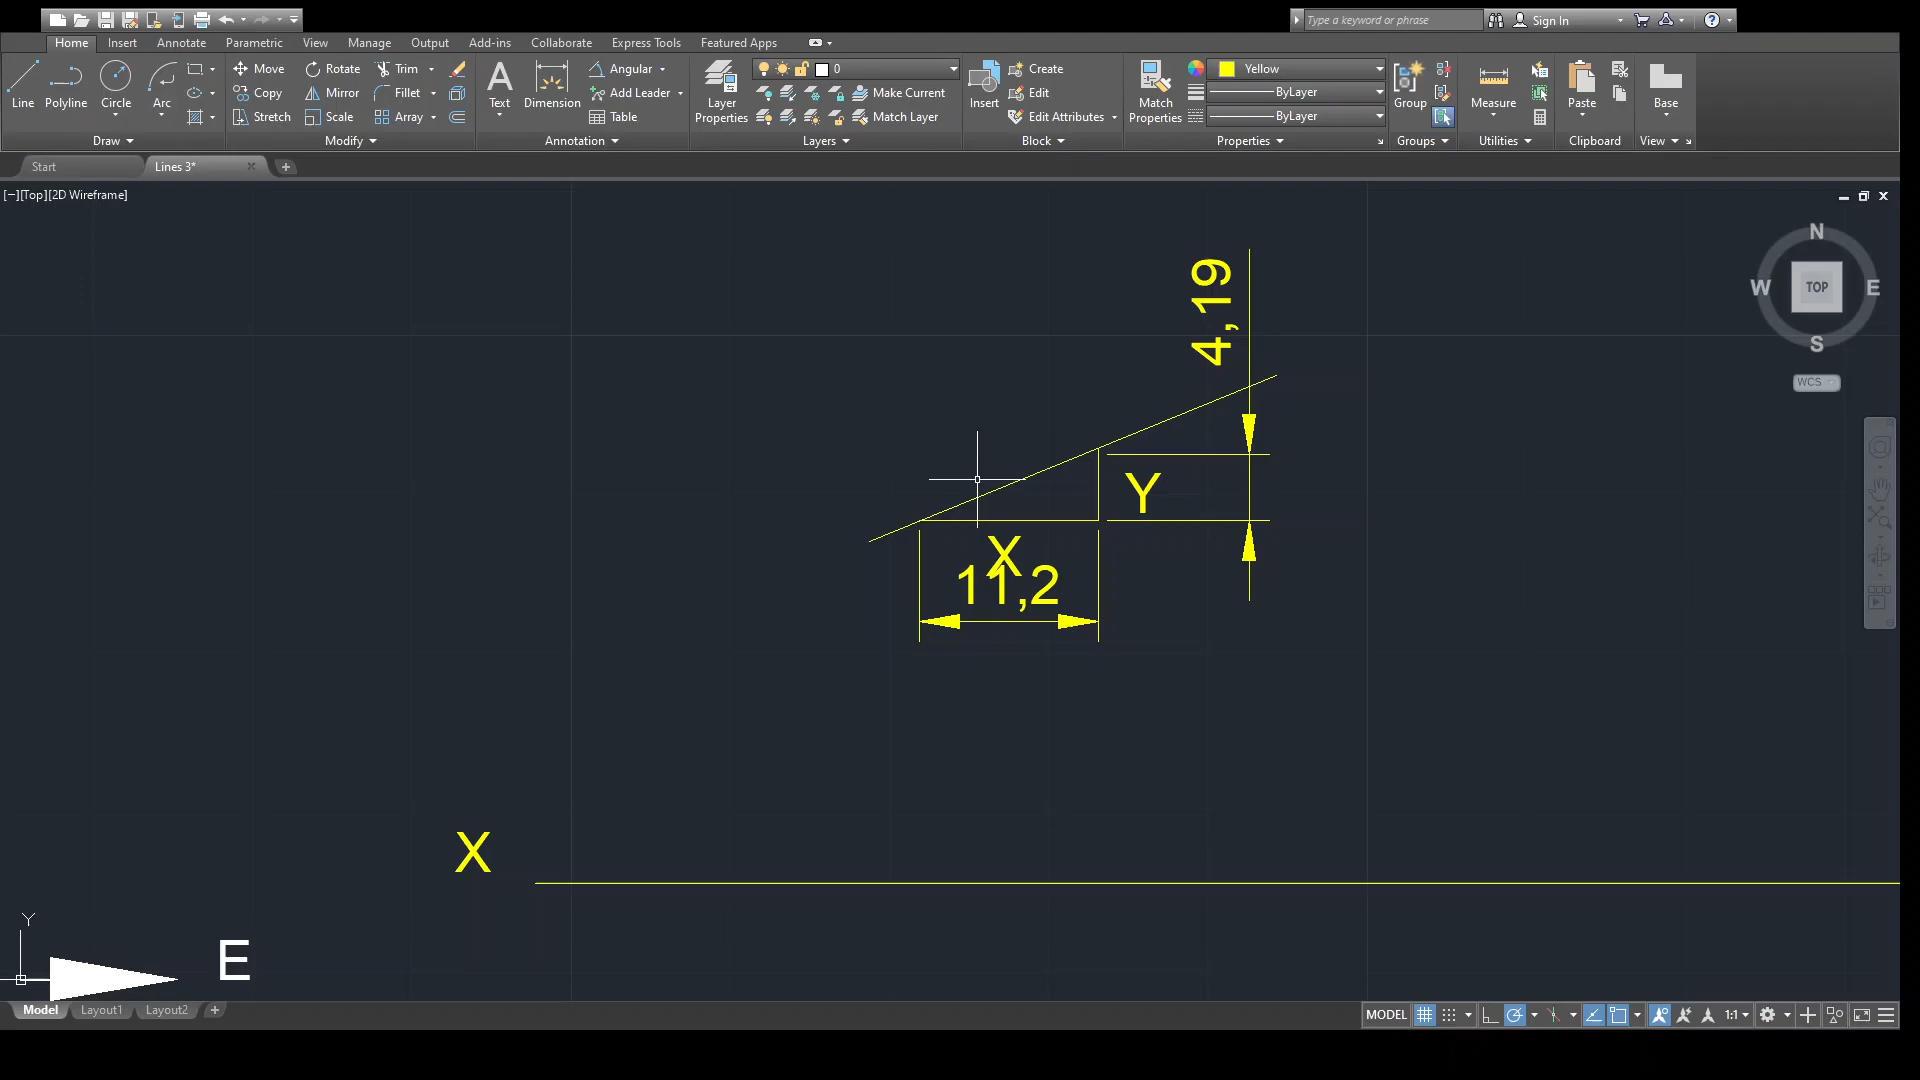 Type a keyword or phrase
Sign In
Home Insert Annotate Parametric View Manage Output Add-ins Collaborate Express Tools Featured Apps
Line
Polyline
Circle
Arc
Draw
Move
Rotate
Trim
Copy
Mirror
Fillet
Stretch
Scale
Array
Modify
Text
Dimension
Angular
Add Leader
Table
Annotation
Layer
Properties
0
Make Current
Match Layer
Layers
Insert
Create
Edit
Edit Attributes
Block
Match
Properties
Yellow
ByLayer
ByLayer
Properties
Group
Groups
Measure
Utilities
Paste
Clipboard
Base
View
Start
Lines 3*
[−][Top][2D Wireframe]
N
W
TOP
E
S
WCS
4,19
Y
X
11,2
X
Y
E
Model
Layout1
Layout2
MODEL
1:1